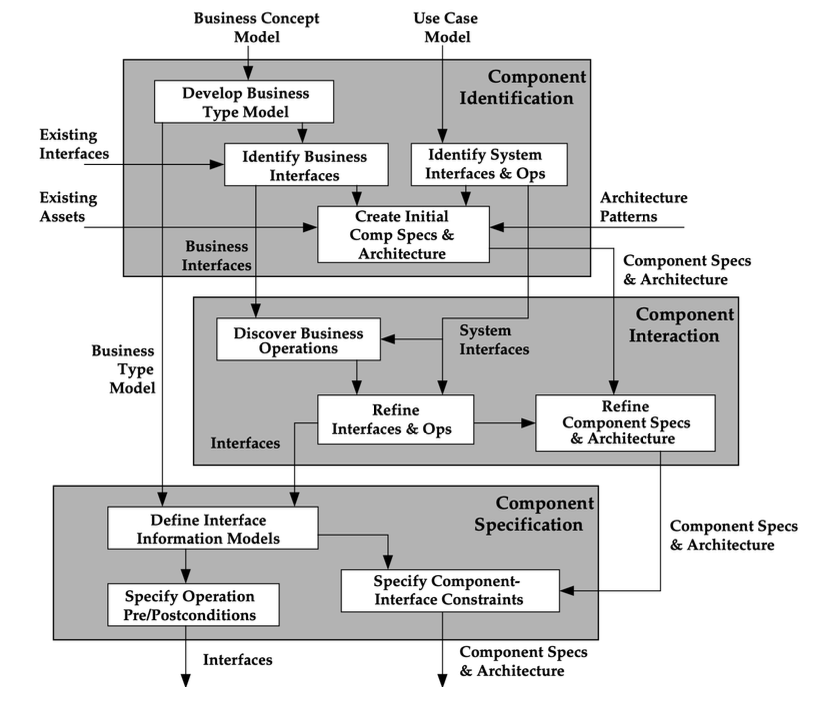 Business Concept
Model
Use Case
Model
Component
Identification
Develop Business
Type Model
Existing
Interfaces
Identify Business
Interfaces
Identify System
Interfaces & Ops
Existing
Assets
Create Initial
Comp Specs &
Architecture
Architecture
Patterns
Business
Interfaces
Component Specs
& Architecture
Component
Interaction
Discover Business
Operations
System
Interfaces
Business
Type
Model
Refine
Interfaces & Ops
Refine
Component Specs
& Architecture
Interfaces
Component
Specification
Define Interface
Information Models
Component Specs
& Architecture
Specify Operation
Pre/Postconditions
Specify Component-
Interface Constraints
Interfaces
Component Specs
& Architecture